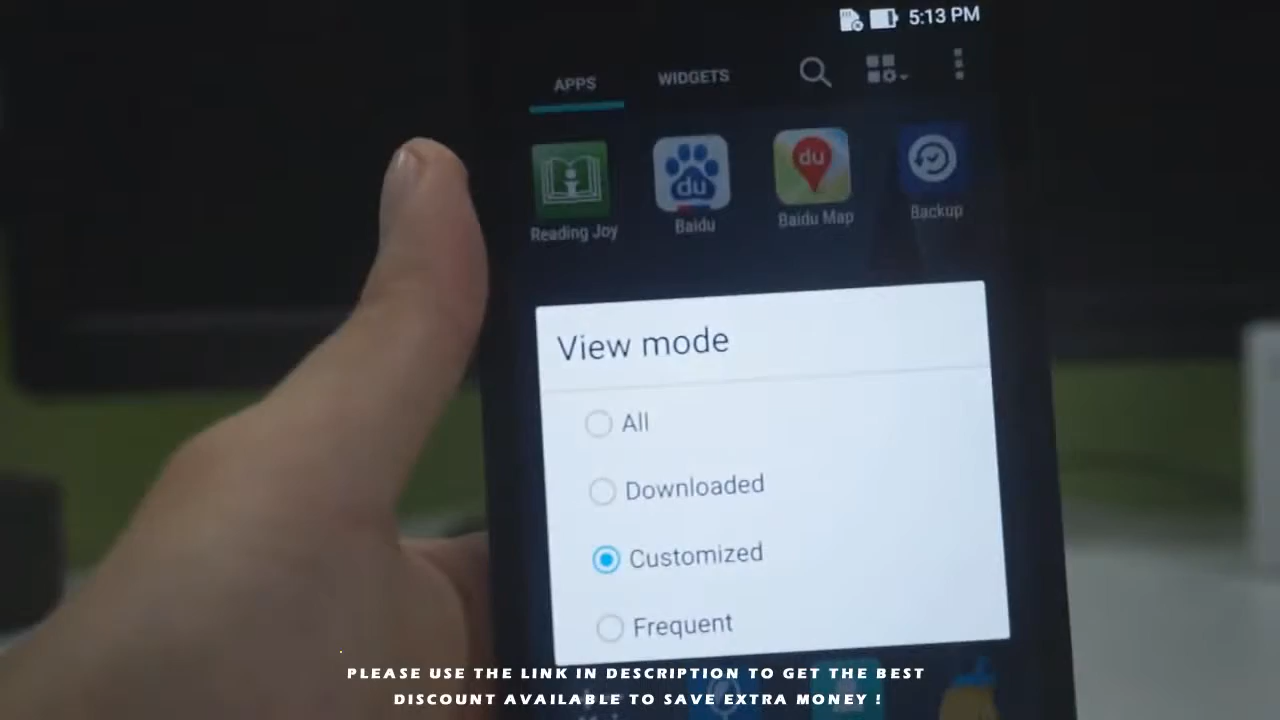 5:13 PM
APPS WIDGETS
Reading Joy
du
Baidu
du
Baidu Map
Backup
View mode
All
Downloaded
Customized
Frequent
PLEASE USE THE LINK IN DESCRIPTION TO GET THE BEST
DISCOUNT AVAILABLE TO SAVE EXTRA MONEY !